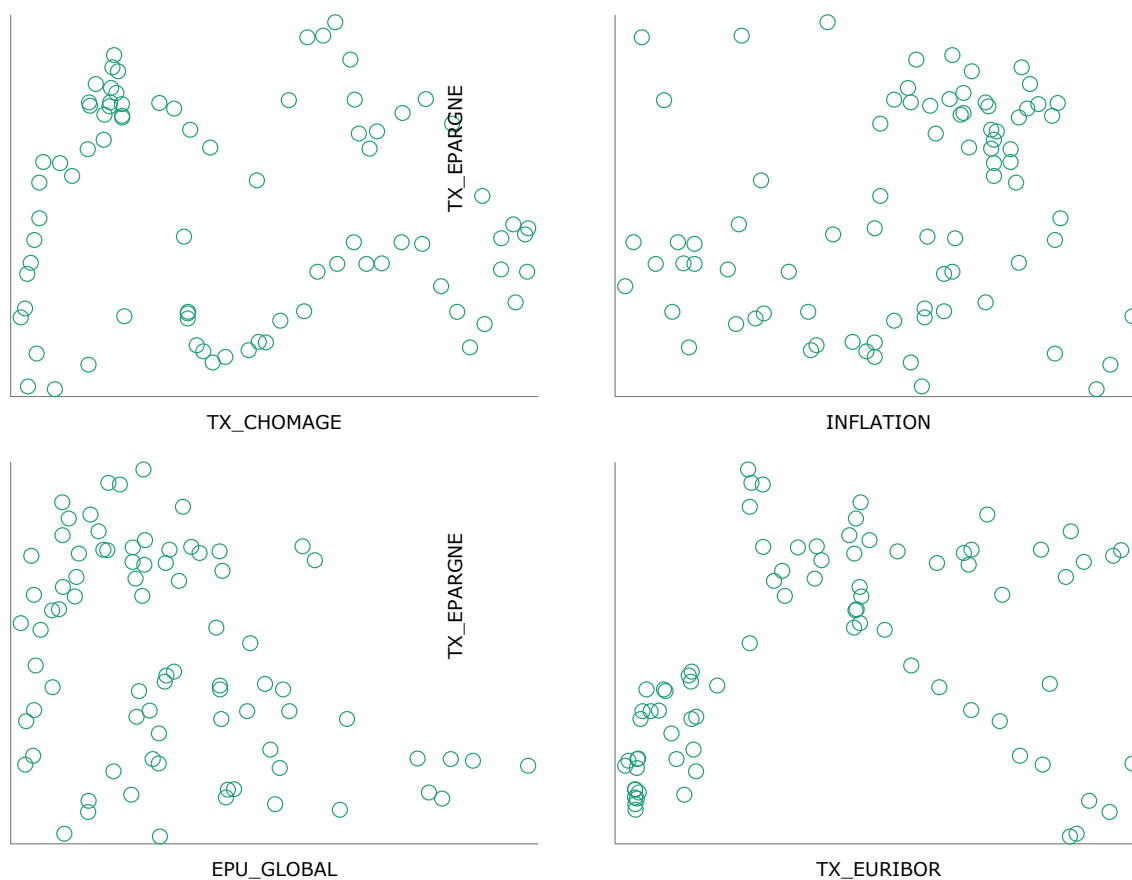 TX_EPARGNE
TX_CHOMAGE
INFLATION
TX_EPARGNE
EPU_GLOBAL
TX_EURIBOR